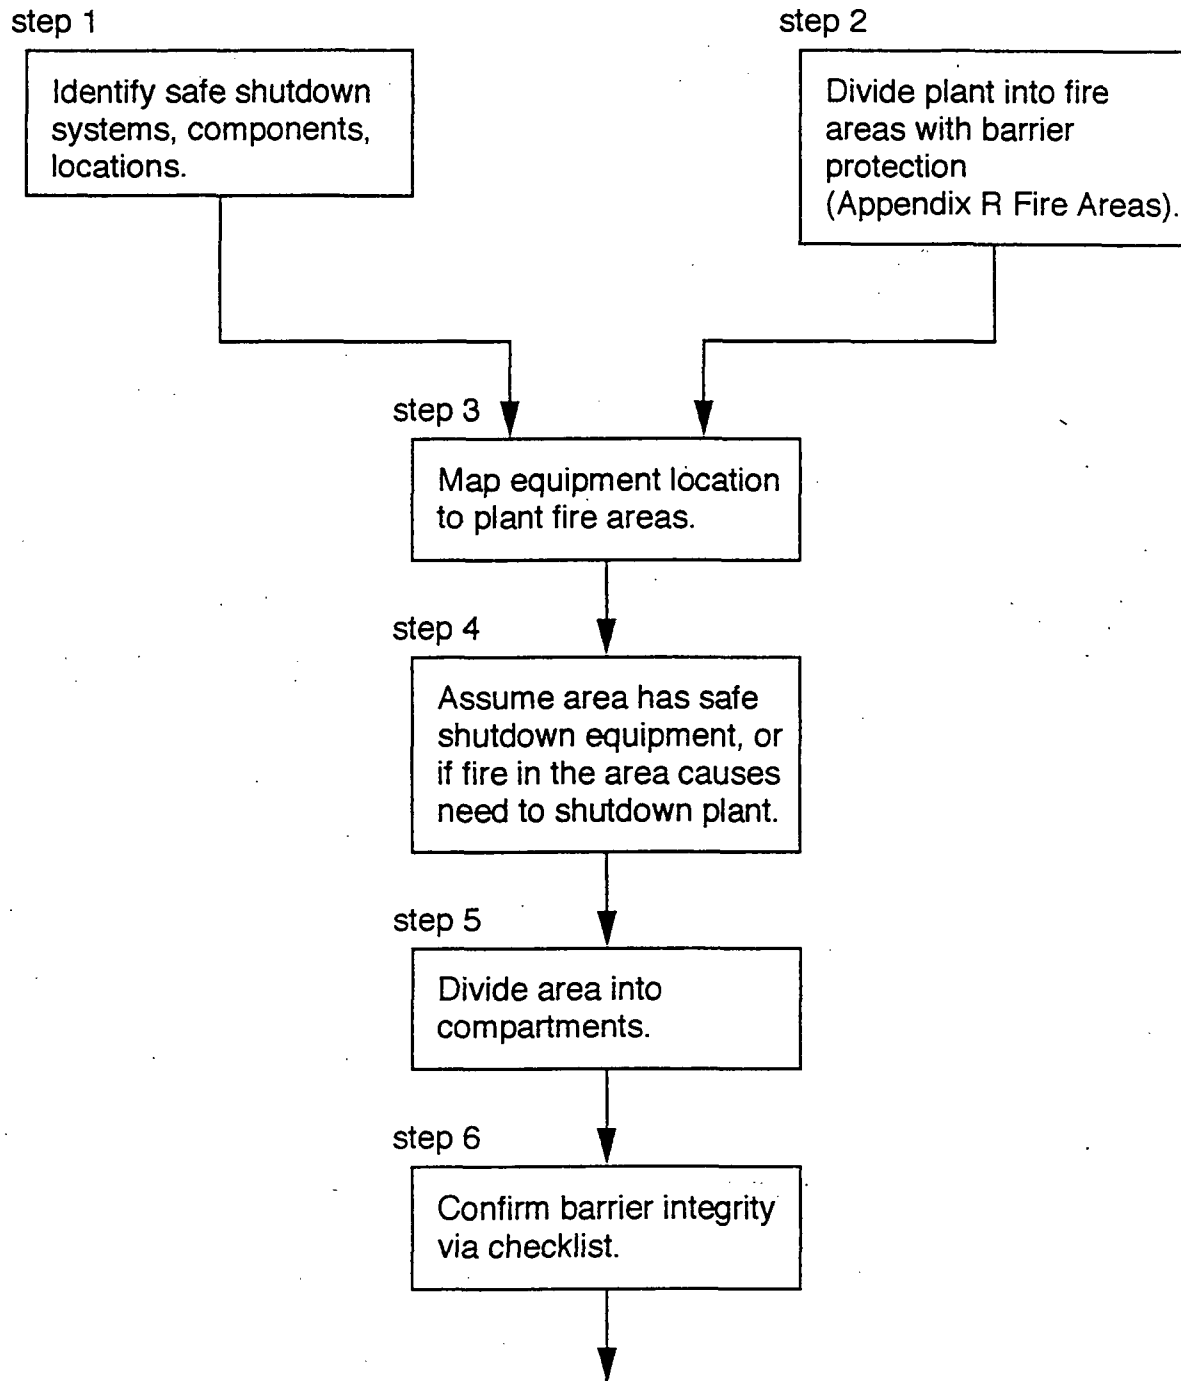 step 1
Identify safe shutdown
systems, components,
locations.
step 2
Divide plant into fire
areas with barrier
protection
(Appendix R Fire Areas).
step 3
Map equipment location
to plant fire areas.
step 4
Assume area has safe
shutdown equipment, or
if fire in the area causes
need to shutdown plant.
step 5
Divide area into
compartments.
step 6
Confirm barrier integrity
via checklist.